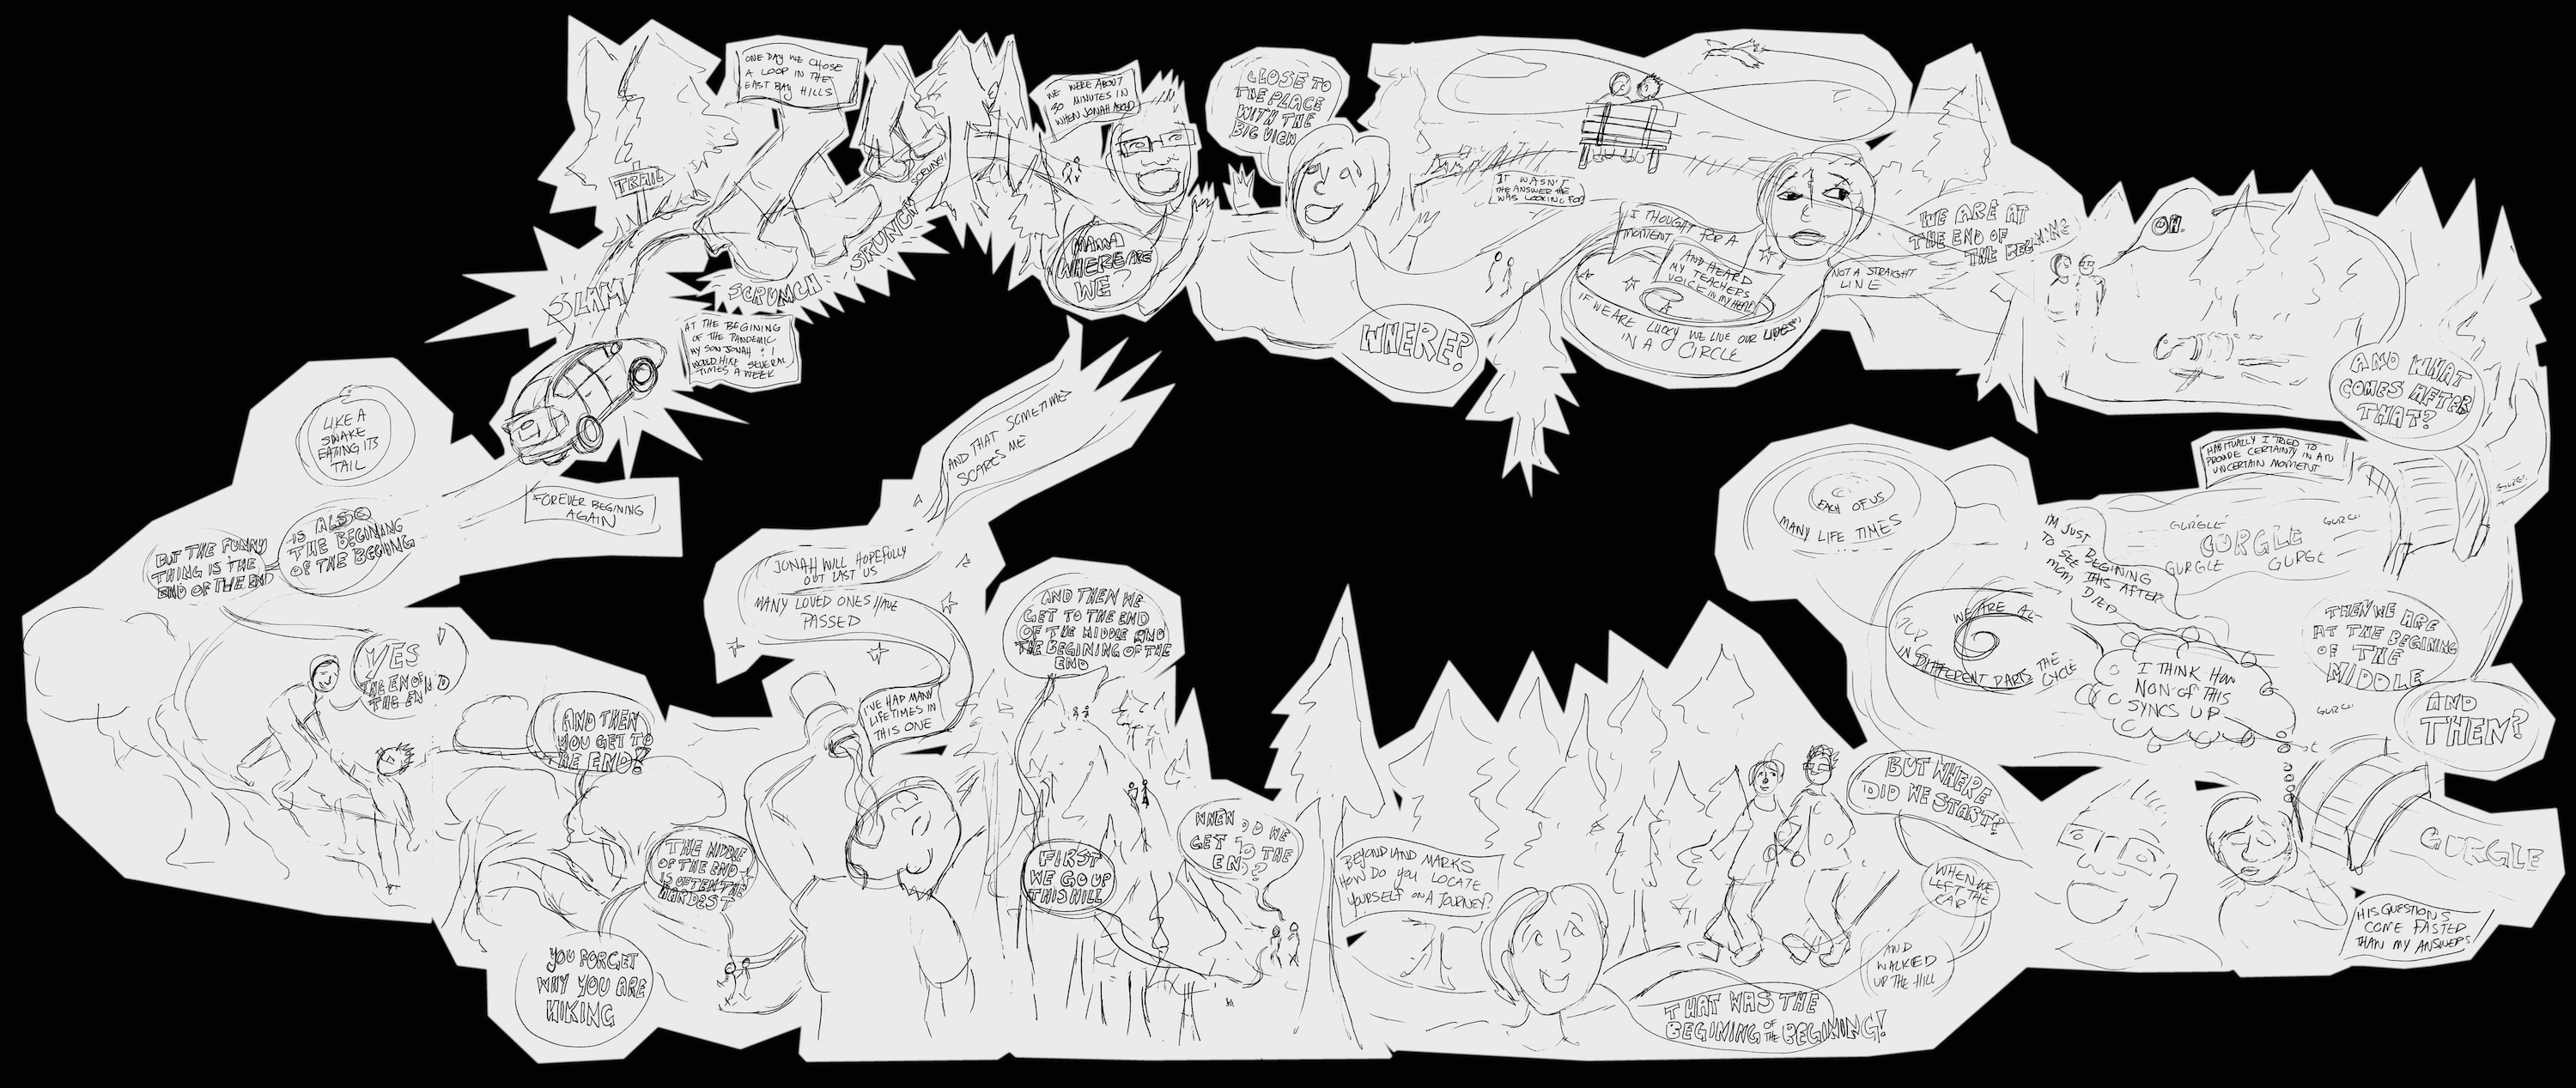 AT THE BEGINING
OF THE PANDEMIC
MY SON JONAH & I
WOULD HIKE SEVERAL
TIMES A WEEK
SLAM
TRAIL
ONE DAY WE CHOSE
A LOOP IN THE
EAST BAY HILLS
SCRUNCH
SKRUNCH
SCRUNCH
WE WERE ABOUT
30 MINUTES IN
WHEN JONAH ASKED
MAMA
WHERE ARE
WE?
CLOSE TO
THE PLACE
WITH THE
BIG VIEW
WHERE?
IT WASN'T
THE ANSWER HE
WAS LOOKING FOR
I THOUGHT FOR A
MOMENT
AND HEARD
MY TEACHERS
VOICE IN MY HEAD
IF WE ARE LUCKY WE LIVE OUR LIVES
IN A CIRCLE
NOT A STRAIGHT
LINE
WE ARE AT
THE END OF
THE BEGINING
OH.
AND WHAT
COMES AFTER
THAT?
HABITUALLY I TRIED TO
PROVIDE CERTAINTY IN AN
UNCERTAIN MOMENT
GURGLE
GURGLE
GURGLE
GURGLE
THEN WE ARE
AT THE BEGINING
OF THE
MIDDLE
AND
THEN?
GURGLE
HIS QUESTIONS
COME FASTER
THAN MY ANSWERS
I THINK HOW
NON OF THIS
SYNCS UP
I'M JUST BEGINING
TO SEE THIS AFTER
MOM DIED
WE ARE ALL
IN DIFFERENT PARTS
THE
CYCLE
EACH OF US
MANY LIFE TIMES
BUT WHERE
DID WE START?
WHEN WE
LEFT THE
CAR
AND
WALKED
UP THE HILL
THAT WAS THE
BEGINING OF THE BEGINING!
BEYOND LAND MARKS
HOW DO YOU LOCATE
YOURSELF ON A JOURNEY?
WHEN DO WE
GET TO THE
END?
FIRST
WE GO UP
THIS HILL
AND THEN WE
GET TO THE END
OF THE MIDDLE AND
THE BEGINING OF THE
END
I'VE HAD MANY
LIFE TIMES IN
THIS ONE
MANY LOVED ONES HAVE
PASSED
JONAH WILL HOPEFULLY
OUT LAST US
AND THAT SOMETIMES
SCARES ME
THE MIDDLE
OF THE END
IS OFTEN THE
HARDEST
YOU FORGET
WHY YOU ARE
HIKING
AND THEN
YOU GET TO
THE END!
YES
THE END OF
THE END
BUT THE FUNNY
THING IS THE
END OF THE END
IS ALSO
THE BEGINING
OF THE BEGINING
LIKE A
SNAKE
EATING ITS
TAIL
FOREVER BEGINING
AGAIN